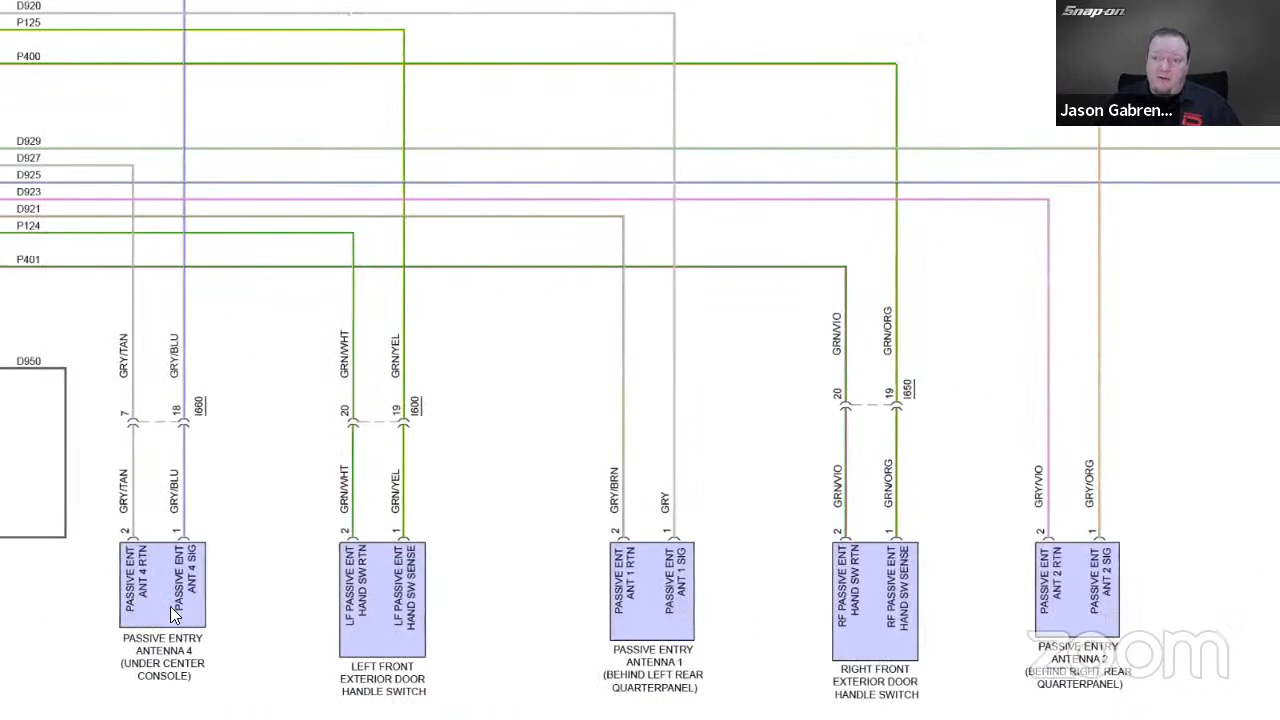 D920
P125
P400
D929
D927
D925
D923
D921
P124
P401
D950
Snap-on
Jason Gabren...
GRY/TAN
GRY/BLU
GRN/WHT
GRN/YEL
GRN/VIO
GRN/ORG
7
18
I660
20
19
I600
20
19
I650
GRY/TAN
GRY/BLU
GRN/WHT
GRN/YEL
GRY/BRN
GRY
GRN/VIO
GRN/ORG
GRY/VIO
GRY/ORG
2
1
2
1
2
1
2
1
2
1
PASSIVE ENT
ANT 4 RTN
PASSIVE ENT
ANT 4 SIG
LF PASSIVE ENT
HAND SW RTN
LF PASSIVE ENT
HAND SW SENSE
PASSIVE ENT
ANT 1 RTN
PASSIVE ENT
ANT 1 SIG
RF PASSIVE ENT
HAND SW RTN
RF PASSIVE ENT
HAND SW SENSE
PASSIVE ENT
ANT 2 RTN
PASSIVE ENT
ANT 2 SIG
PASSIVE ENTRY
ANTENNA 4
(UNDER CENTER
CONSOLE)
LEFT FRONT
EXTERIOR DOOR
HANDLE SWITCH
PASSIVE ENTRY
ANTENNA 1
(BEHIND LEFT REAR
QUARTERPANEL)
RIGHT FRONT
EXTERIOR DOOR
HANDLE SWITCH
PASSIVE ENTRY
ANTENNA 2
(BEHIND RIGHT REAR
QUARTERPANEL)
zoom